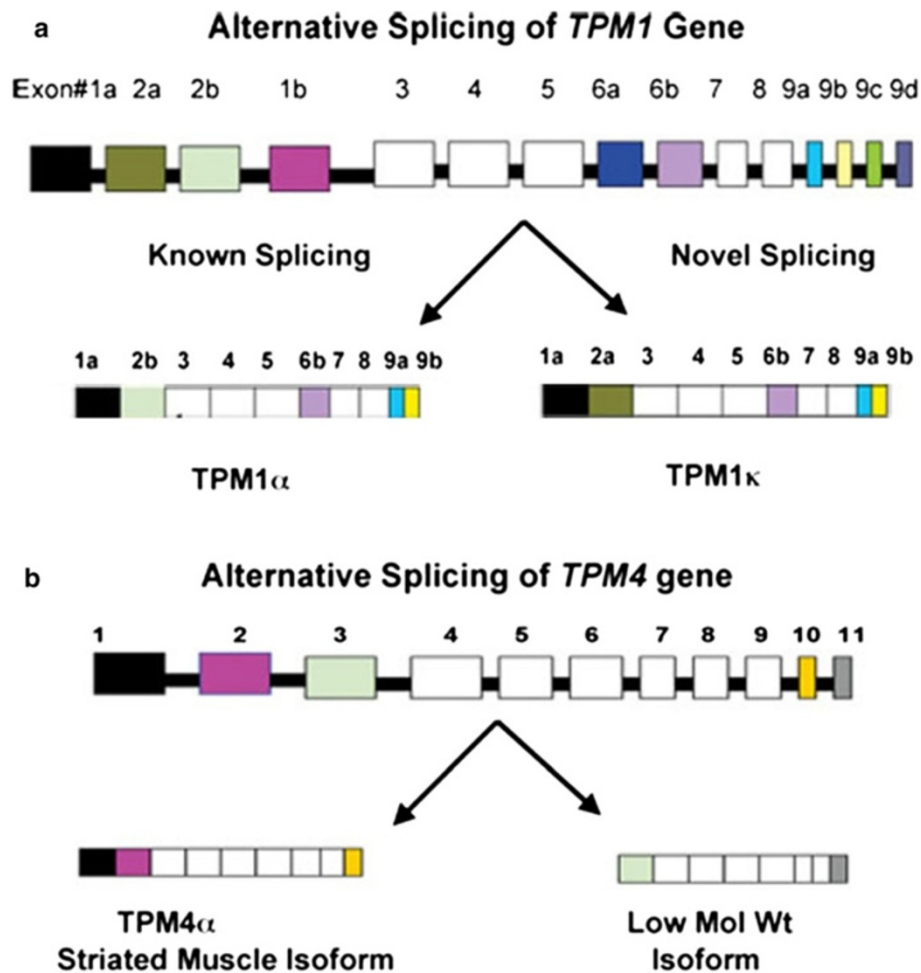 a
Alternative Splicing of TPM1 Gene
Exon#1a 2a 2b 1b 3 4 5 6a 6b 7 8 9a 9b 9c 9d
Known Splicing
Novel Splicing
1a 2b 3 4 5 6b 7 8 9a 9b
1a 2a 3 4 5 6b 7 8 9a 9b
TPM1α
TPM1κ
b
Alternative Splicing of TPM4 gene
1 2 3 4 5 6 7 8 9 10 11
TPM4α
Striated Muscle Isoform
Low Mol Wt
Isoform